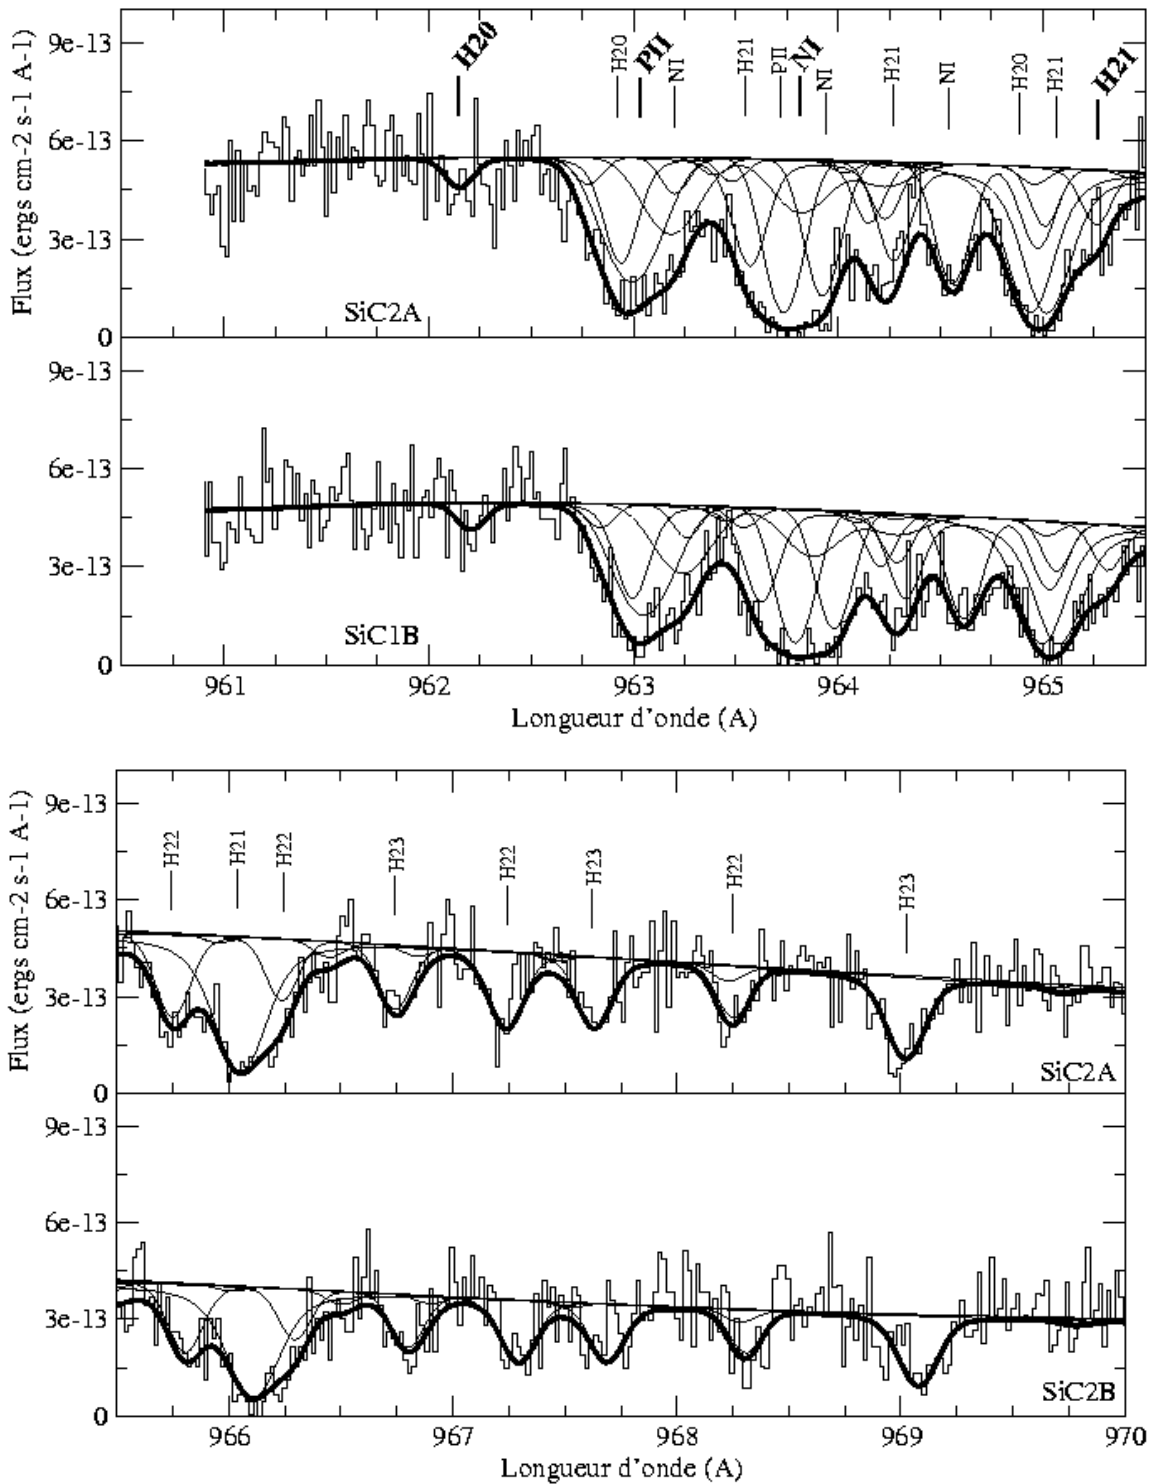 H20 H20 PII NI H21 PII NI NI H21 NI H20 H21 H21
Flux (ergs cm-2 s-1 A-1)
9e-13
6e-13
3e-13
0
SiC2A
9e-13
6e-13
3e-13
0
SiC1B
961 962 963 964 965
Longueur d'onde (A)
H22 H21 H22 H23 H22 H23 H22 H23
Flux (ergs cm-2 s-1 A-1)
9e-13
6e-13
3e-13
0
SiC2A
9e-13
6e-13
3e-13
0
SiC2B
966 967 968 969 970
Longueur d'onde (A)